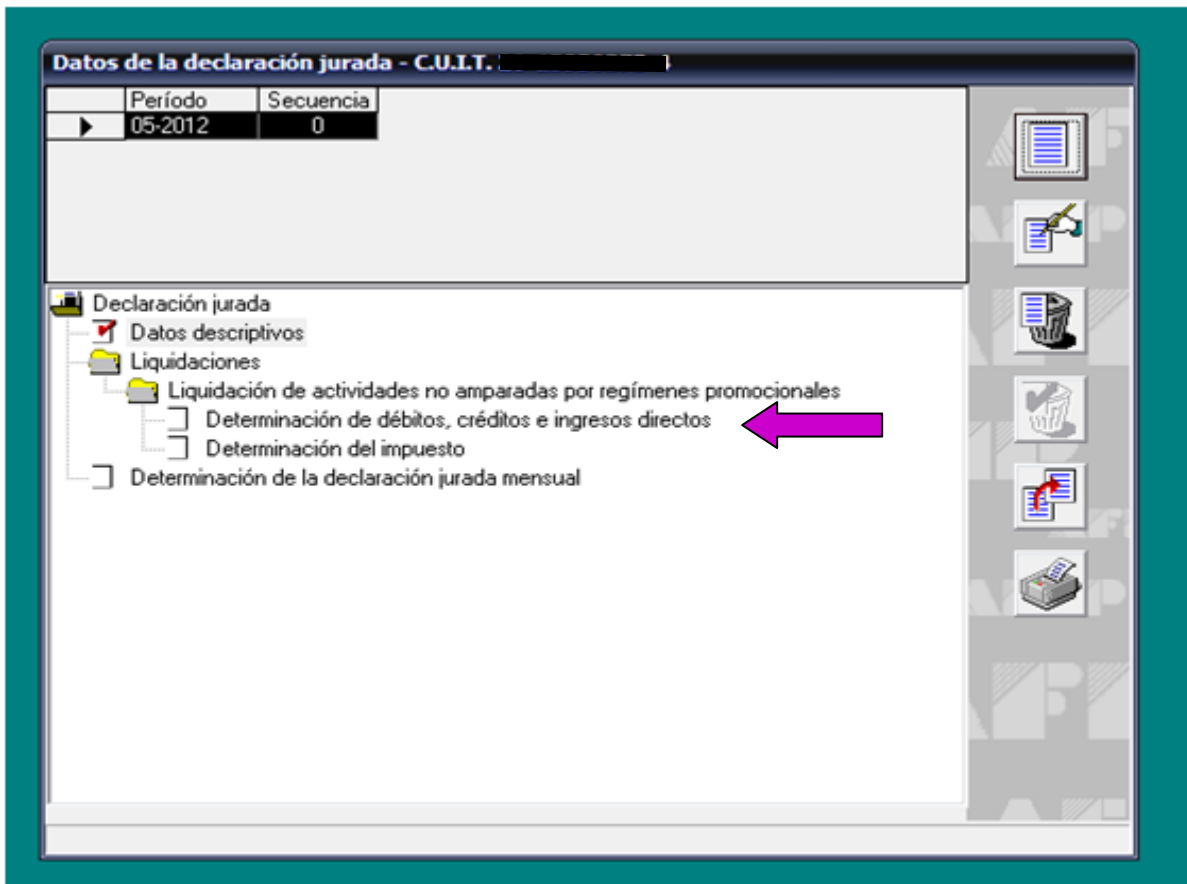 Datos de la declaración jurada - C.U.I.T.
Período Secuencia
05-2012 0
Declaración jurada
Datos descriptivos
Liquidaciones
Liquidación de actividades no amparadas por regímenes promocionales
Determinación de débitos, créditos e ingresos directos
Determinación del impuesto
Determinación de la declaración jurada mensual